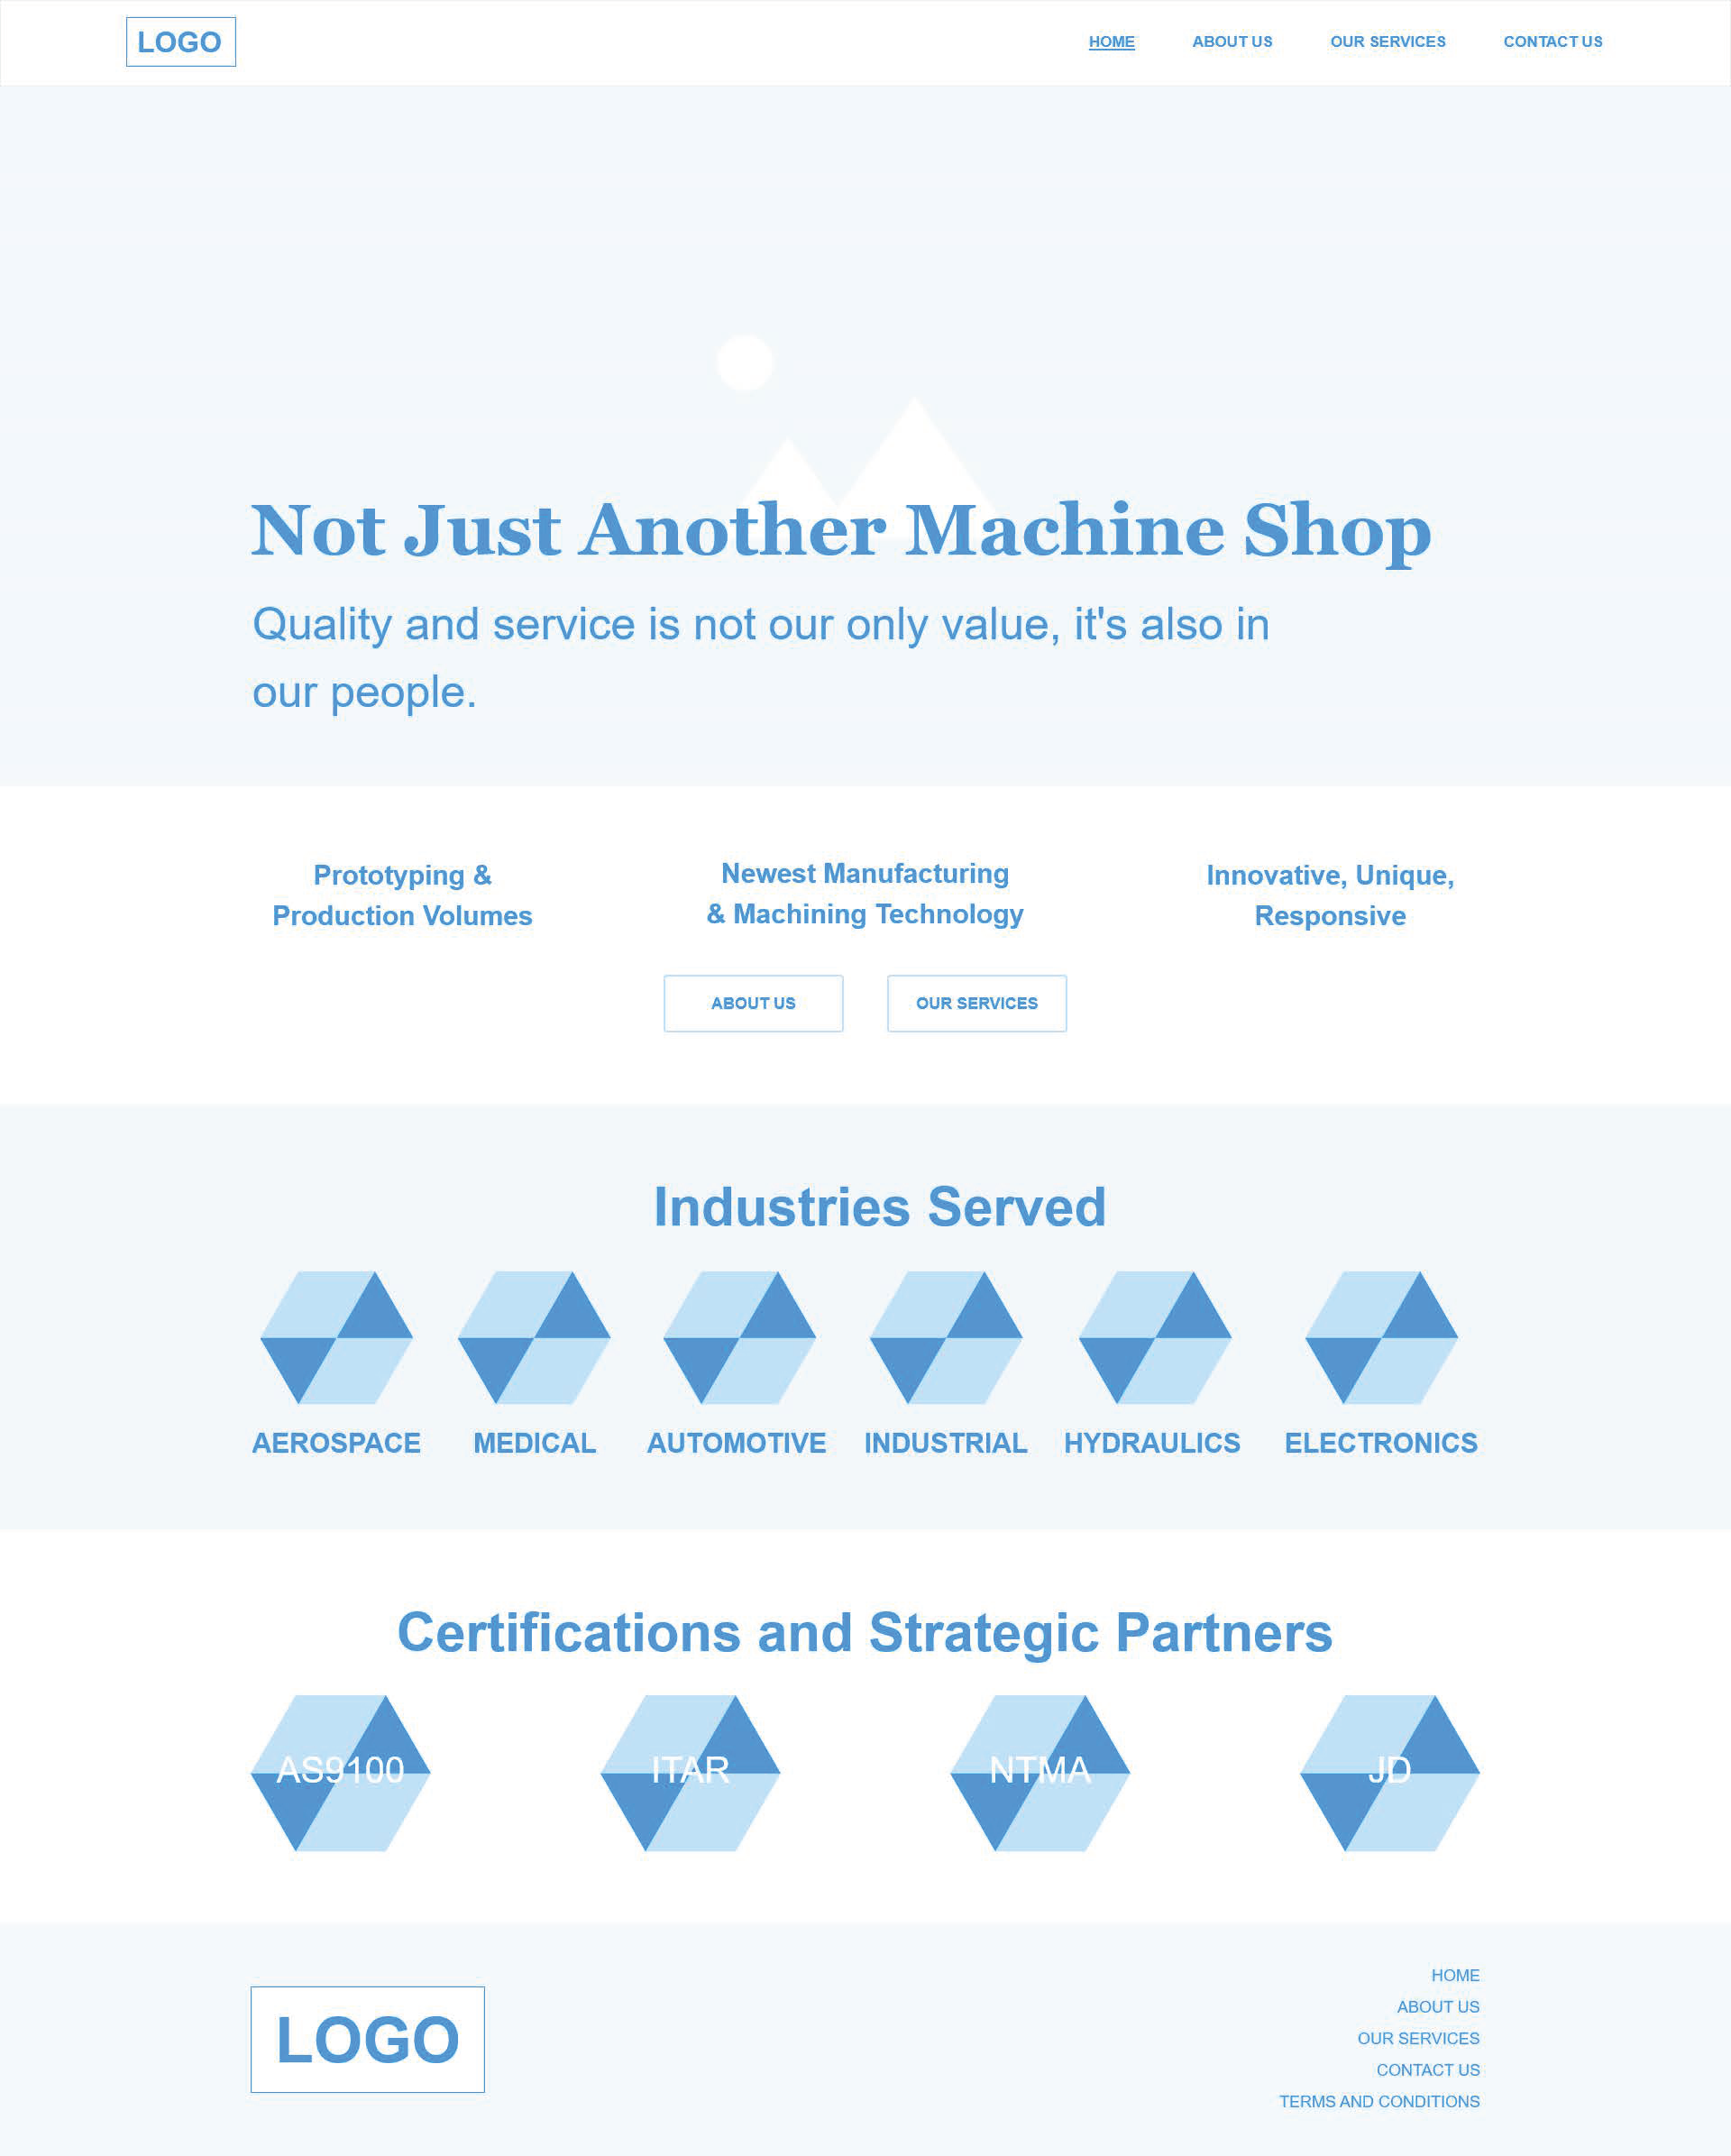 LOGO
HOME
ABOUT US
OUR SERVICES
CONTACT US
Not Just Another Machine Shop
Quality and service is not our only value, it's also in
our people.
Prototyping &
Production Volumes
Newest Manufacturing
& Machining Technology
Innovative, Unique,
Responsive
ABOUT US
OUR SERVICES
Industries Served
AEROSPACE
MEDICAL
AUTOMOTIVE
INDUSTRIAL
HYDRAULICS
ELECTRONICS
Certifications and Strategic Partners
AS9100
ITAR
NTMA
JD
LOGO
HOME
ABOUT US
OUR SERVICES
CONTACT US
TERMS AND CONDITIONS